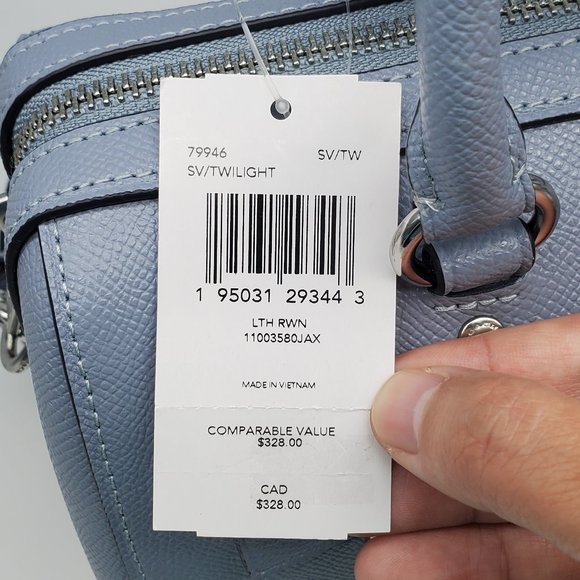 79946 SV/TW
SV/TWILIGHT
1 95031 29344 3
LTH RWN
11003580JAX
MADE IN VIETNAM
COMPARABLE VALUE
$328.00
CAD
$328.00